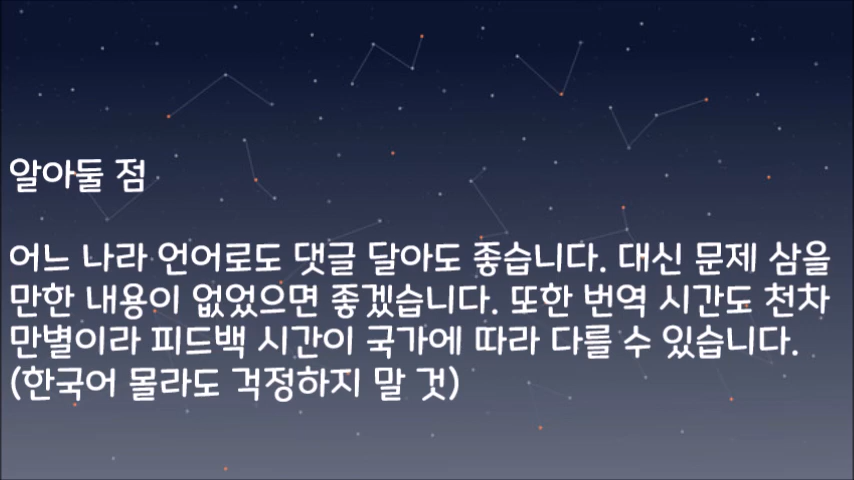 알아둘 점
어느 나라 언어로도 댓글 달아도 좋습니다. 대신 문제 삼을
만한 내용이 없었으면 좋겠습니다. 또한 번역 시간도 천차
만별이라 피드백 시간이 국가에 따라 다를 수 있습니다.
(한국어 몰라도 걱정하지 말 것)